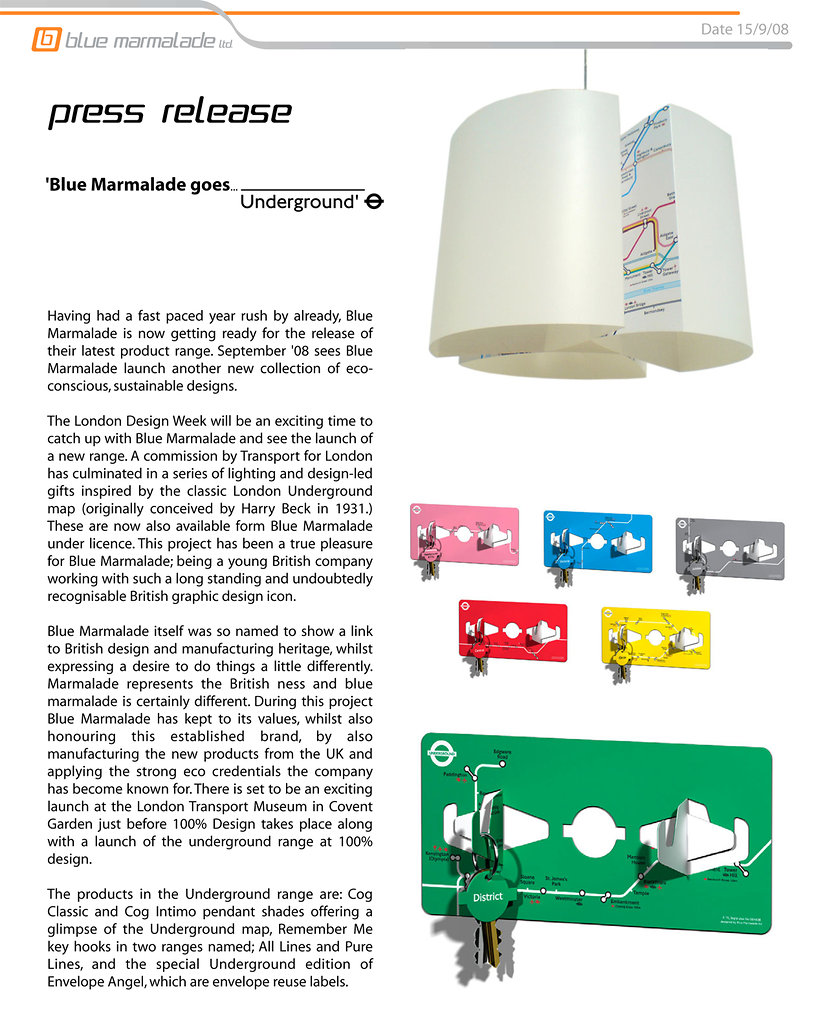 blue marmalade ltd.
Date 15/9/08
press release
'Blue Marmalade goes...
Underground'
Having had a fast paced year rush by already, Blue
Marmalade is now getting ready for the release of
their latest product range. September '08 sees Blue
Marmalade launch another new collection of eco-
conscious, sustainable designs.
The London Design Week will be an exciting time to
catch up with Blue Marmalade and see the launch of
a new range. A commission by Transport for London
has culminated in a series of lighting and design-led
gifts inspired by the classic London Underground
map (originally conceived by Harry Beck in 1931.)
These are now also available form Blue Marmalade
under licence. This project has been a true pleasure
for Blue Marmalade; being a young British company
working with such a long standing and undoubtedly
recognisable British graphic design icon.
Blue Marmalade itself was so named to show a link
to British design and manufacturing heritage, whilst
expressing a desire to do things a little differently.
Marmalade represents the British ness and blue
marmalade is certainly different. During this project
Blue Marmalade has kept to its values, whilst also
honouring this established brand, by also
manufacturing the new products from the UK and
applying the strong eco credentials the company
has become known for. There is set to be an exciting
launch at the London Transport Museum in Covent
Garden just before 100% Design takes place along
with a launch of the underground range at 100%
design.
The products in the Underground range are: Cog
Classic and Cog Intimo pendant shades offering a
glimpse of the Underground map, Remember Me
key hooks in two ranges named; All Lines and Pure
Lines, and the special Underground edition of
Envelope Angel, which are envelope reuse labels.
Aldgate
Monument
Tower
Hill
Tower
Gateway
London Bridge
Bermondsey
UNDERGROUND
Edgware
Road
Paddington
Kensington
(Olympia)
District
Sloane
Square
Victoria
St. James's
Park
Westminster
Embankment
Temple
Mansion
House
Tower
Hill